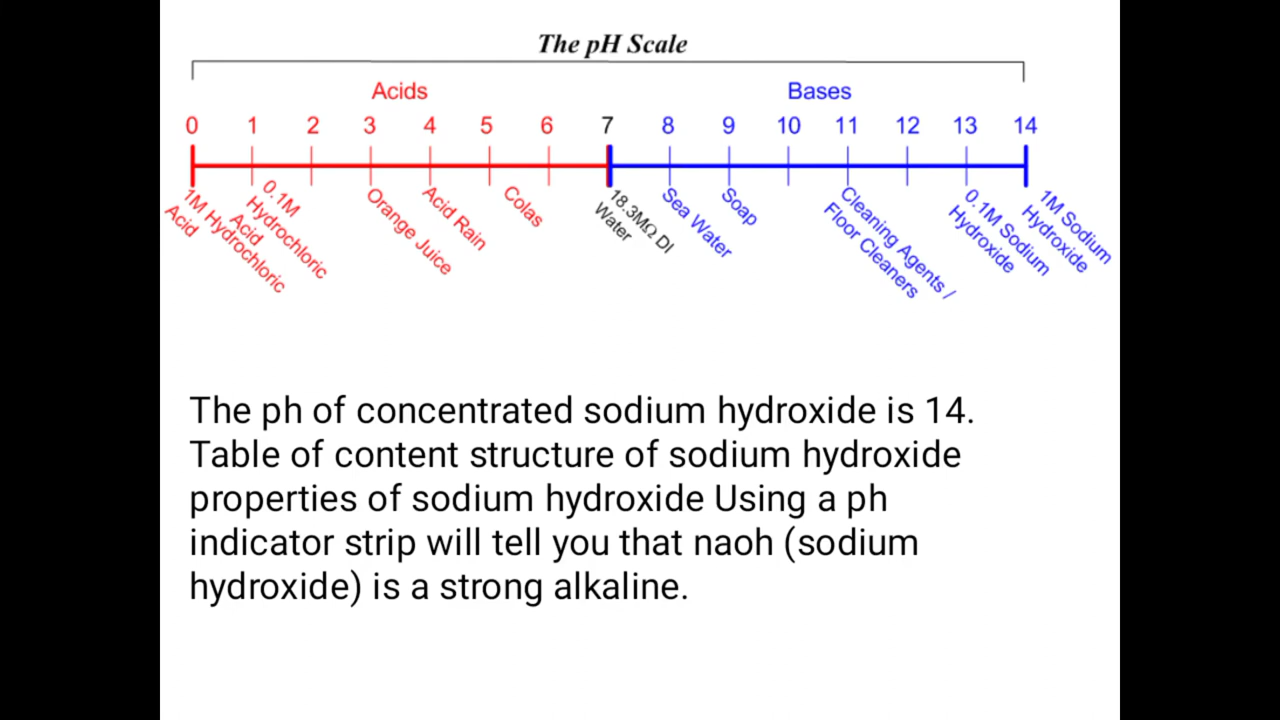 The pH Scale
Acids
Bases
0 1 2 3 4 5 6 7 8 9 10 11 12 13 14
1M Hydrochloric
Acid
0.1M
Hydrochloric
Acid
Orange Juice
Acid Rain
Colas
18.3MΩ DI
Water
Sea Water
Soap
Cleaning Agents /
Floor Cleaners
0.1M Sodium
Hydroxide
1M Sodium
Hydroxide
The ph of concentrated sodium hydroxide is 14.
Table of content structure of sodium hydroxide
properties of sodium hydroxide Using a ph
indicator strip will tell you that naoh (sodium
hydroxide) is a strong alkaline.